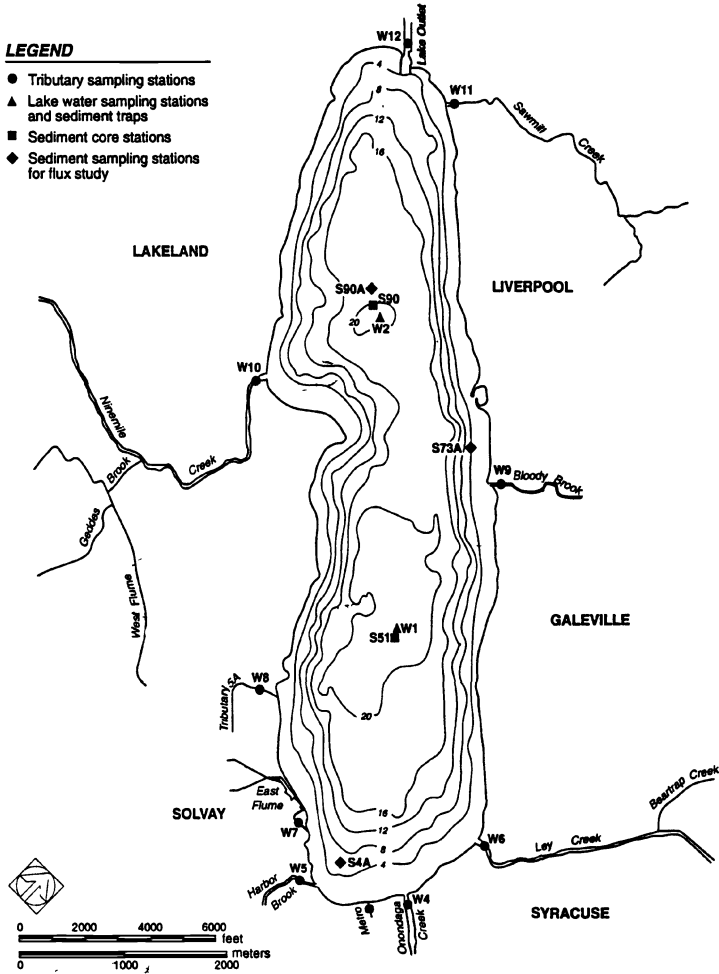 LEGEND
Tributary sampling stations
Lake water sampling stations
and sediment traps
Sediment core stations
Sediment sampling stations
for flux study
W12
Lake Outlet
4
8
12
16
W11
Sawmill
Creek
LAKELAND
LIVERPOOL
S90A
S90
20
W2
W10
Ninemile
Brook
Creek
Geddes
West Flume
S73A
W9
Bloody
Brook
GALEVILLE
W1
S51
W8
Tributary 5A
20
East
Flume
SOLVAY
W7
16
12
8
4
S4A
W5
Harbor
Brook
Metro
Onondaga
Creek
W4
W6
Ley
Creek
Beartrap Creek
SYRACUSE
0 2000 4000 6000
feet
meters
0 1000 2000